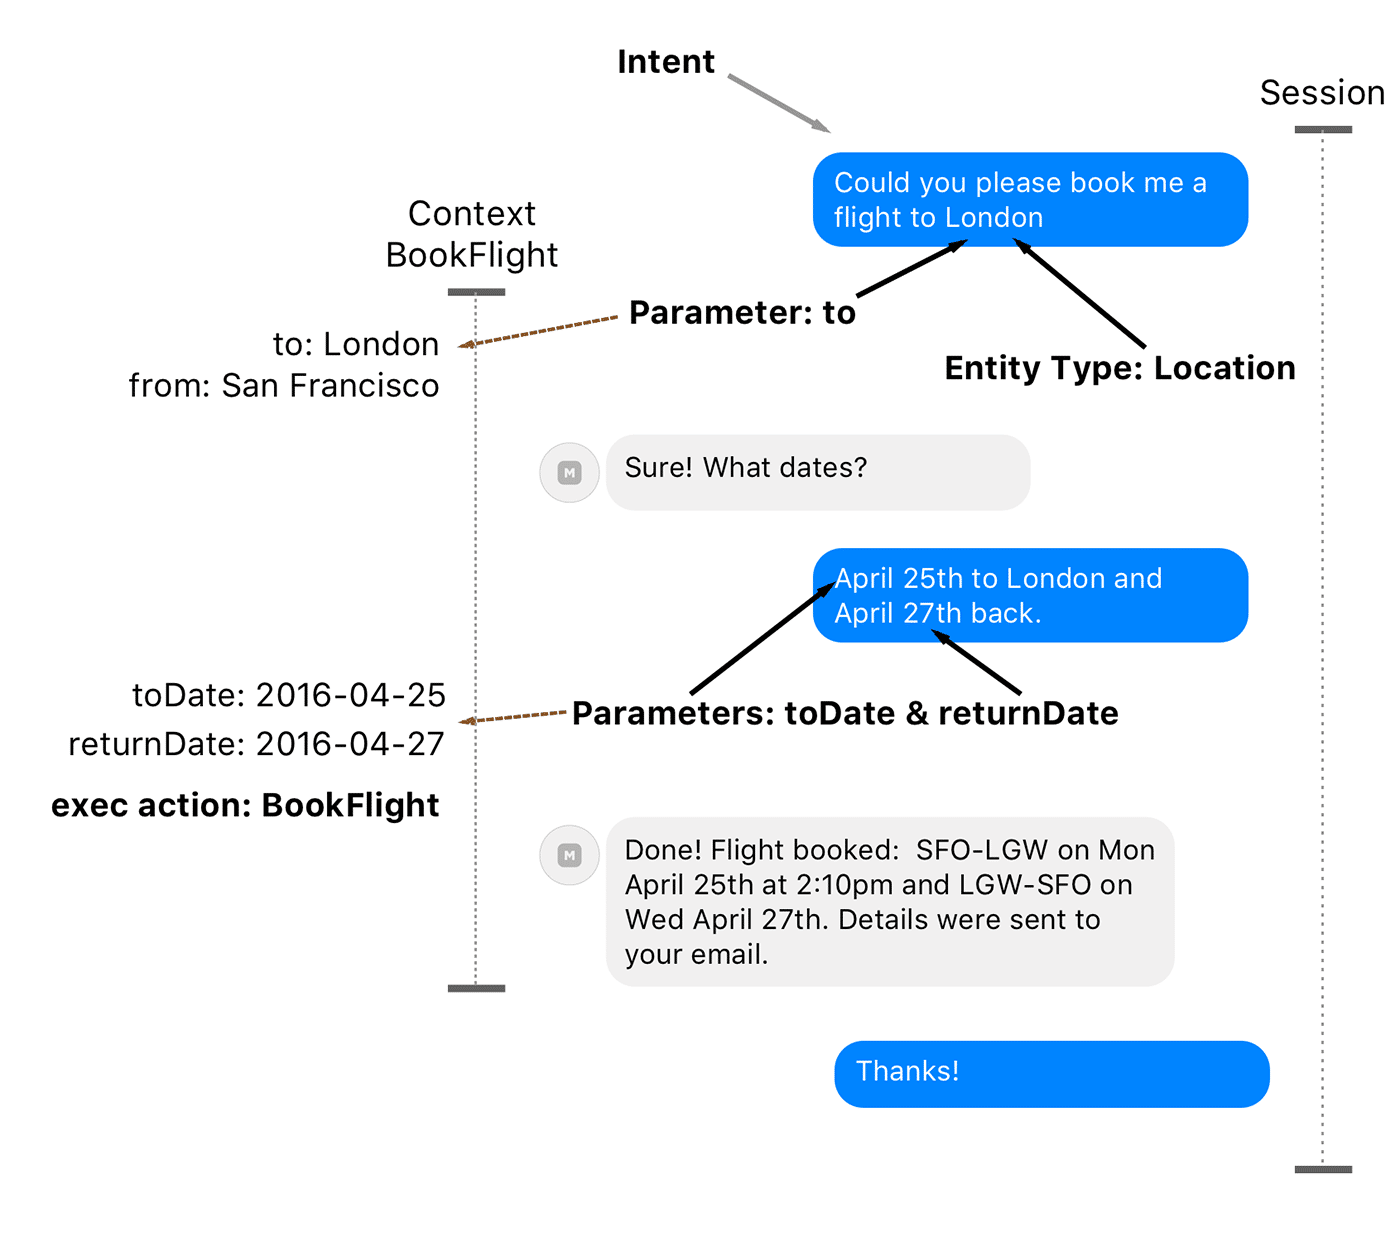 Intent
Session
Could you please book me a
flight to London
Context
BookFlight
Parameter: to
to: London
from: San Francisco
Entity Type: Location
M
Sure! What dates?
April 25th to London and
April 27th back.
toDate: 2016-04-25
Parameters: toDate & returnDate
returnDate: 2016-04-27
exec action: BookFlight
M
Done! Flight booked:  SFO-LGW on Mon
April 25th at 2:10pm and LGW-SFO on
Wed April 27th. Details were sent to
your email.
Thanks!